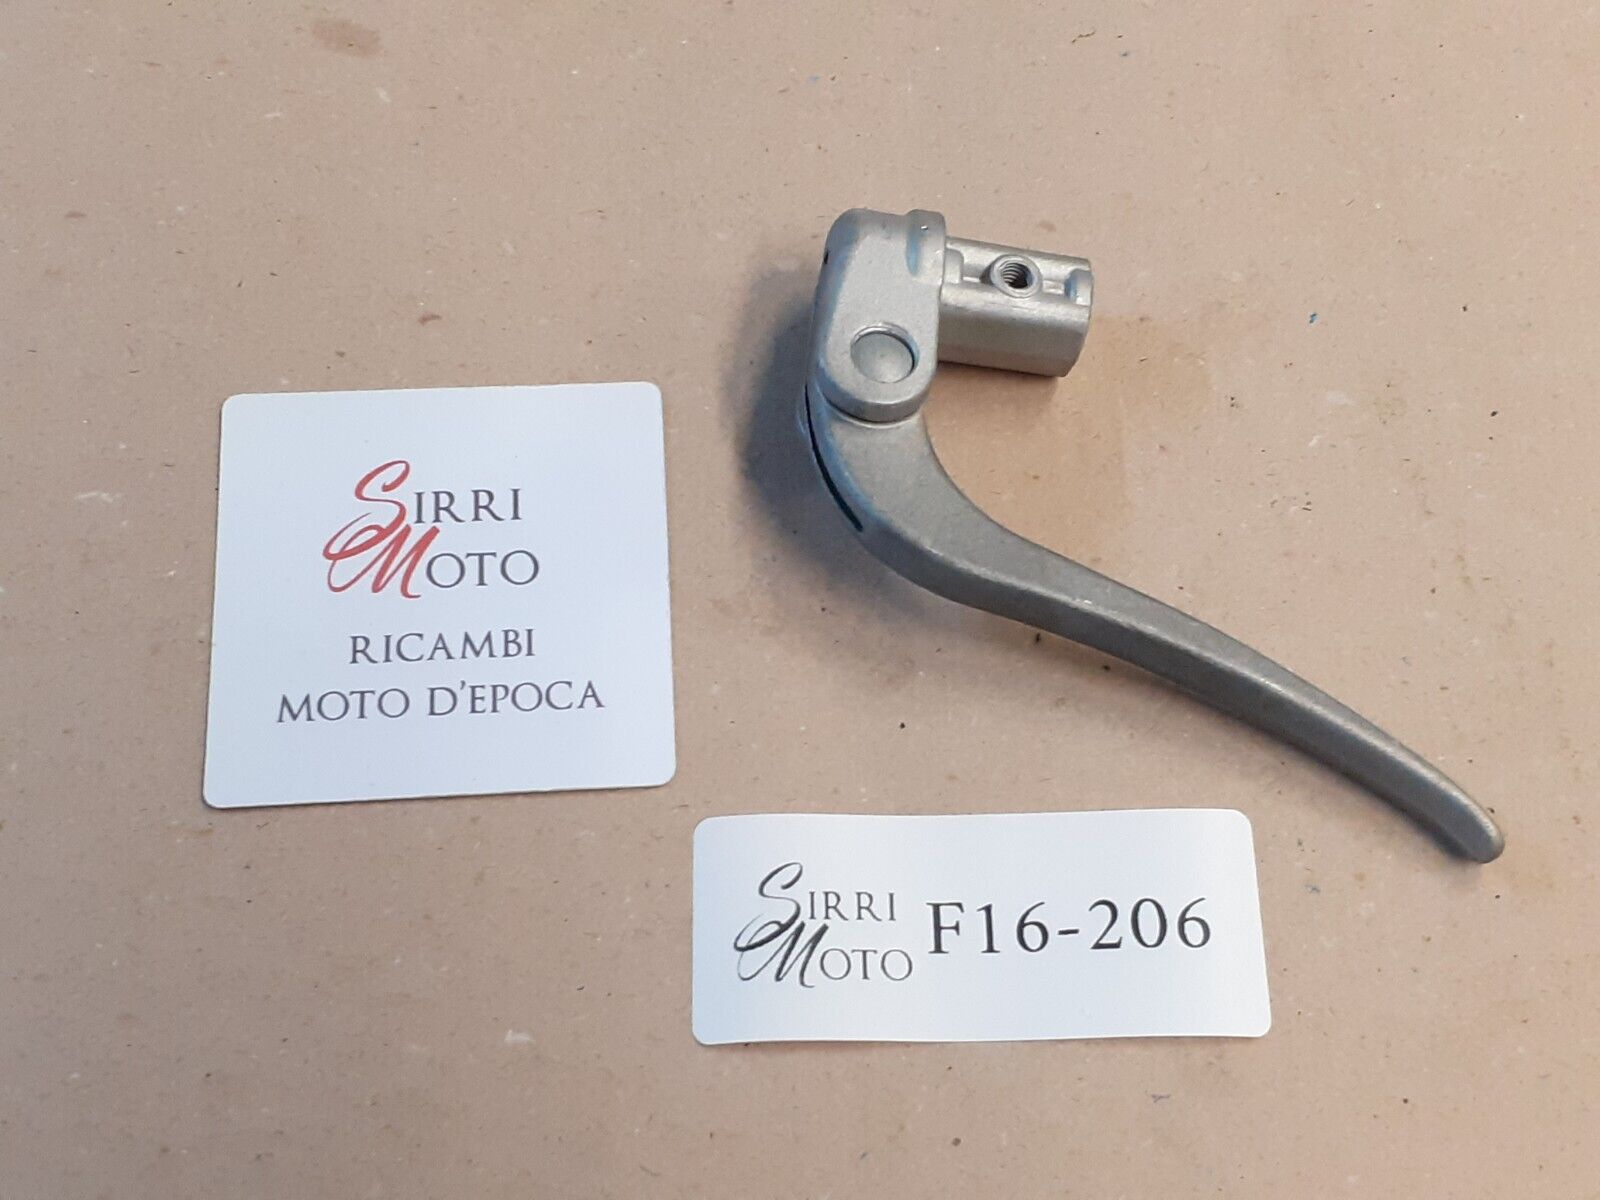 SIRRI
MOTO
RICAMBI
MOTO D'EPOCA
SIRRI
MOTO F16-206